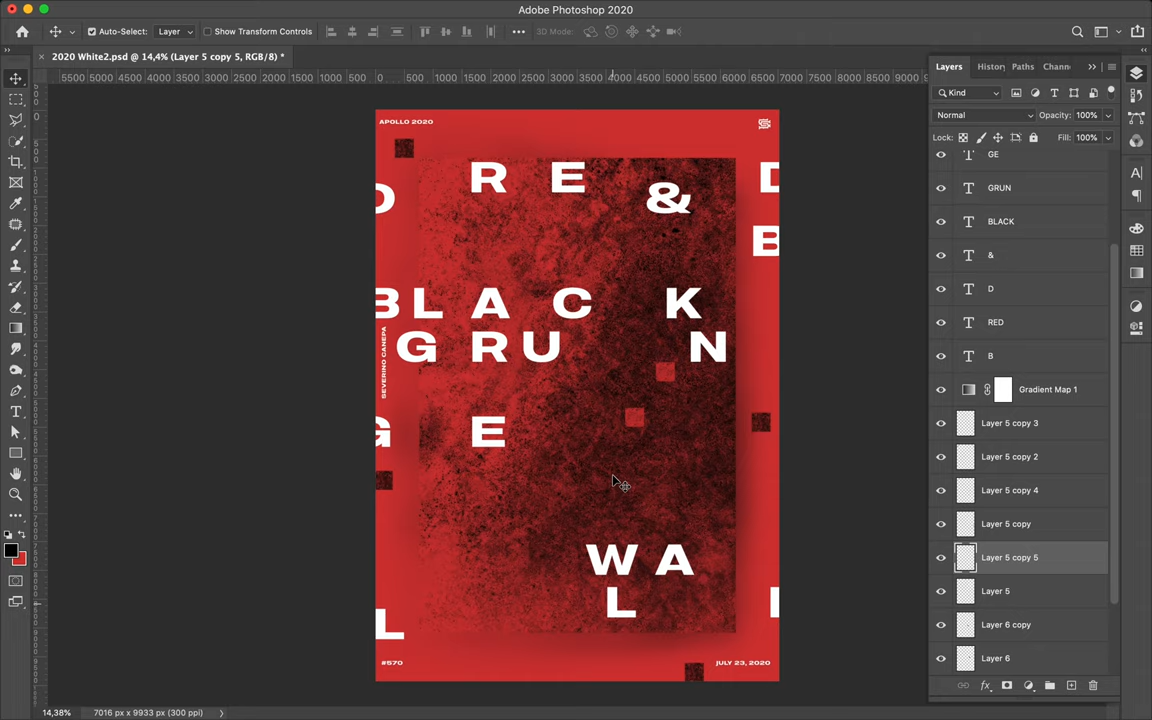 Adobe Photoshop 2020
Auto-Select: Layer Show Transform Controls ••• 3D Mode:
2020 White2.psd @ 14,4% (Layer 5 copy 5, RGB/8) *
5500 5000 4500 4000 3500 3000 2500 2000 1500 1000 500 0 500 1000 1500 2000 2500 3000 3500 4000 4500 5000 5500 6000 6500 7000 7500 8000 8500 9000
APOLLO 2020
D R E & D
B
BLA C K
SEVERINO CANEPA
GRU N
G E
W A
L
L
#570
JULY 23, 2020
Layers History Paths Chann
Kind
Normal Opacity: 100%
Lock: Fill: 100%
GE
GRUN
BLACK
&
D
RED
B
Gradient Map 1
Layer 5 copy 3
Layer 5 copy 2
Layer 5 copy 4
Layer 5 copy
Layer 5 copy 5
Layer 5
Layer 6 copy
Layer 6
14,38% 7016 px x 9933 px (300 ppi)